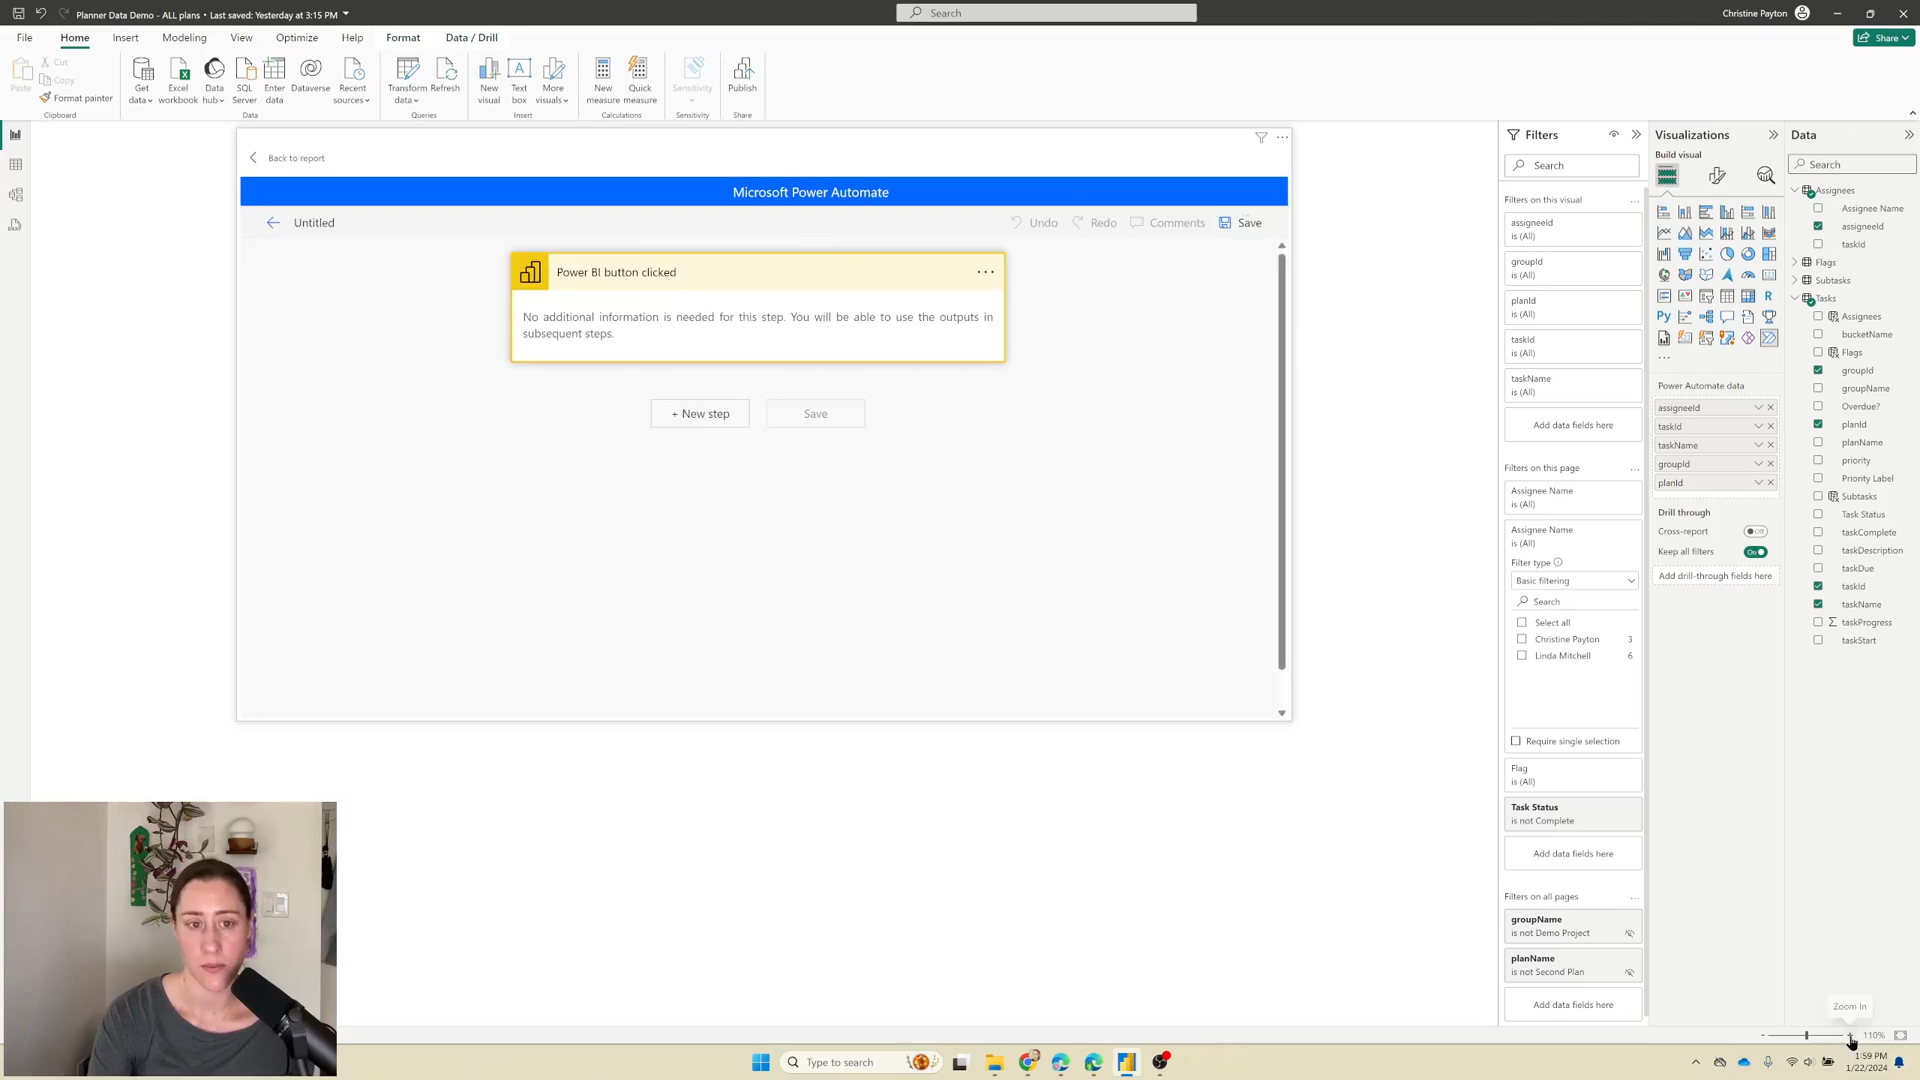 Planner Data Demo - ALL plans • Last saved: Yesterday at 3:15 PM
Search
Christine Payton
File
Home
Insert
Modeling
View
Optimize
Help
Format
Data / Drill
Share
Paste
Cut
Copy
Format painter
Get data
Excel workbook
Data hub
SQL Server
Enter data
Dataverse
Recent sources
Transform data
Refresh
New visual
Text box
More visuals
New measure
Quick measure
Sensitivity
Publish
Clipboard
Data
Queries
Insert
Calculations
Sensitivity
Share
Back to report
Microsoft Power Automate
Untitled
Undo
Redo
Comments
Save
Power BI button clicked
No additional information is needed for this step. You will be able to use the outputs in
subsequent steps.
+ New step
Save
Filters
Search
Filters on this visual
assigneeId
is (All)
groupId
is (All)
planId
is (All)
taskId
is (All)
taskName
is (All)
Add data fields here
Filters on this page
Assignee Name
is (All)
Assignee Name
is (All)
Filter type
Basic filtering
Search
Select all
Christine Payton 3
Linda Mitchell 6
Require single selection
Flag
is (All)
Task Status
is not Complete
Add data fields here
Filters on all pages
groupName
is not Demo Project
planName
is not Second Plan
Add data fields here
Visualizations
Build visual
R
Py
Power Automate data
assigneeId
taskId
taskName
groupId
planId
Drill through
Cross-report
Off
Keep all filters
On
Add drill-through fields here
Data
Search
Assignees
Assignee Name
assigneeId
taskId
Flags
Subtasks
Tasks
Assignees
bucketName
Flags
groupId
groupName
Overdue?
planId
planName
priority
Priority Label
Subtasks
Task Status
taskComplete
taskDescription
taskDue
taskId
taskName
taskProgress
taskStart
Zoom In
110%
Type to search
1:59 PM
1/22/2024